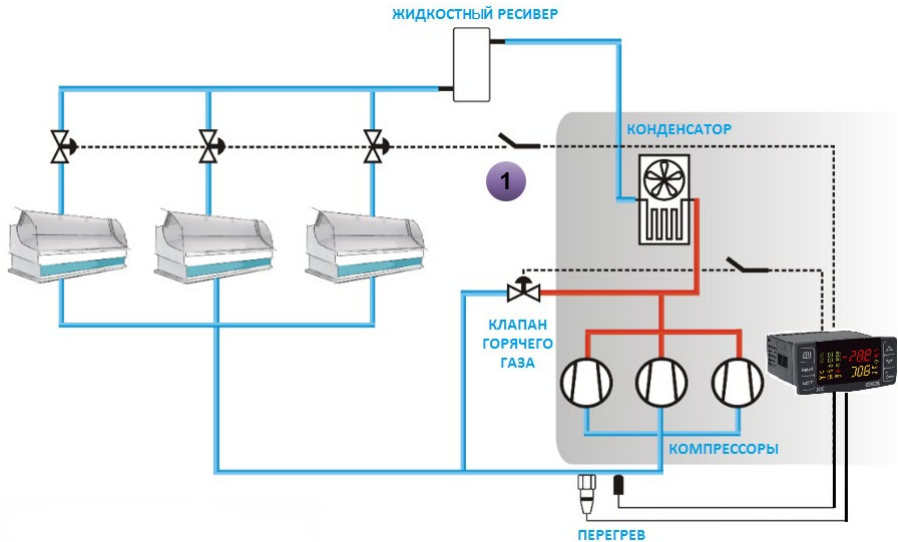 ЖИДКОСТНЫЙ РЕСИВЕР
КОНДЕНСАТОР
1
КЛАПАН
ГОРЯЧЕГО
ГАЗА
КОМПРЕССОРЫ
ПЕРЕГРЕВ